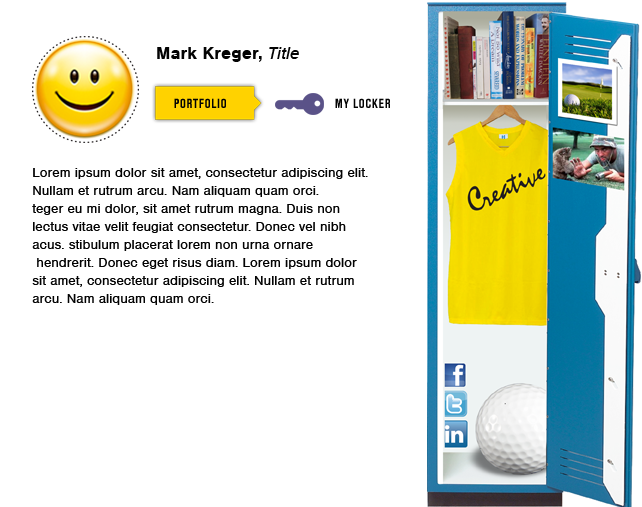 Mark Kreger, Title
PORTFOLIO
MY LOCKER
Lorem ipsum dolor sit amet, consectetur adipiscing elit.
Nullam et rutrum arcu. Nam aliquam quam orci.
teger eu mi dolor, sit amet rutrum magna. Duis non
lectus vitae velit feugiat consectetur. Donec vel nibh
acus. stibulum placerat lorem non urna ornare
hendrerit. Donec eget risus diam. Lorem ipsum dolor
sit amet, consectetur adipiscing elit. Nullam et rutrum
arcu. Nam aliquam quam orci.
Creative
f
t
in